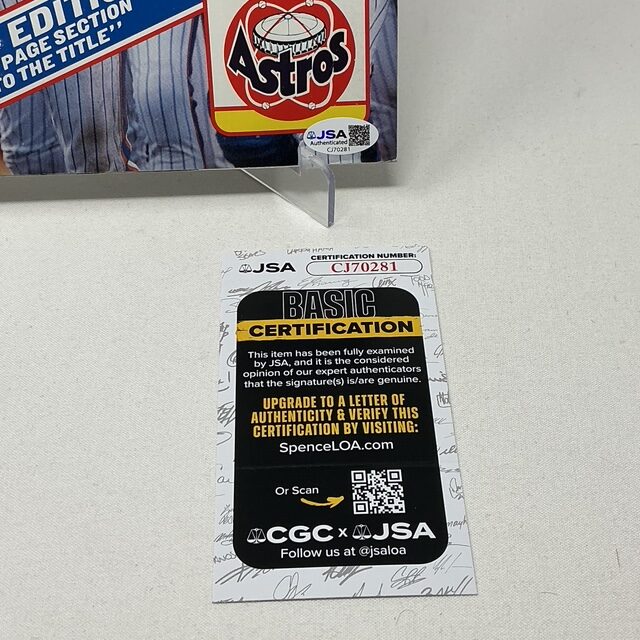 EDITIO
PAGE SECTION
TO THE TITLE"
Astros
JSA
Authenticated
CJ70281
JSA
CERTIFICATION NUMBER:
CJ70281
BASIC
CERTIFICATION
This item has been fully examined
by JSA, and it is the considered
opinion of our expert authenticators
that the signature(s) is/are genuine.
UPGRADE TO A LETTER OF
AUTHENTICITY & VERIFY THIS
CERTIFICATION BY VISITING:
SpenceLOA.com
Or Scan
CGC x JSA
Follow us at @jsaloa